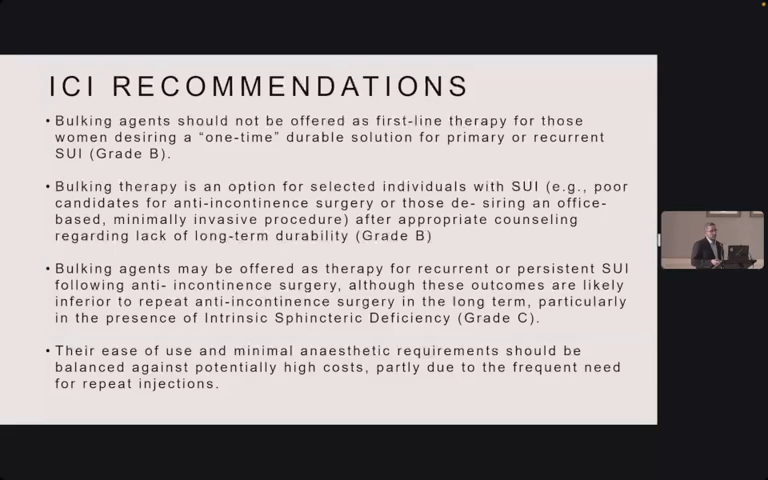 ICI RECOMMENDATIONS
• Bulking agents should not be offered as first-line therapy for those
women desiring a “one-time” durable solution for primary or recurrent
SUI (Grade B).
• Bulking therapy is an option for selected individuals with SUI (e.g., poor
candidates for anti-incontinence surgery or those de- siring an office-
based, minimally invasive procedure) after appropriate counseling
regarding lack of long-term durability (Grade B)
• Bulking agents may be offered as therapy for recurrent or persistent SUI
following anti- incontinence surgery, although these outcomes are likely
inferior to repeat anti-incontinence surgery in the long term, particularly
in the presence of Intrinsic Sphincteric Deficiency (Grade C).
• Their ease of use and minimal anaesthetic requirements should be
balanced against potentially high costs, partly due to the frequent need
for repeat injections.